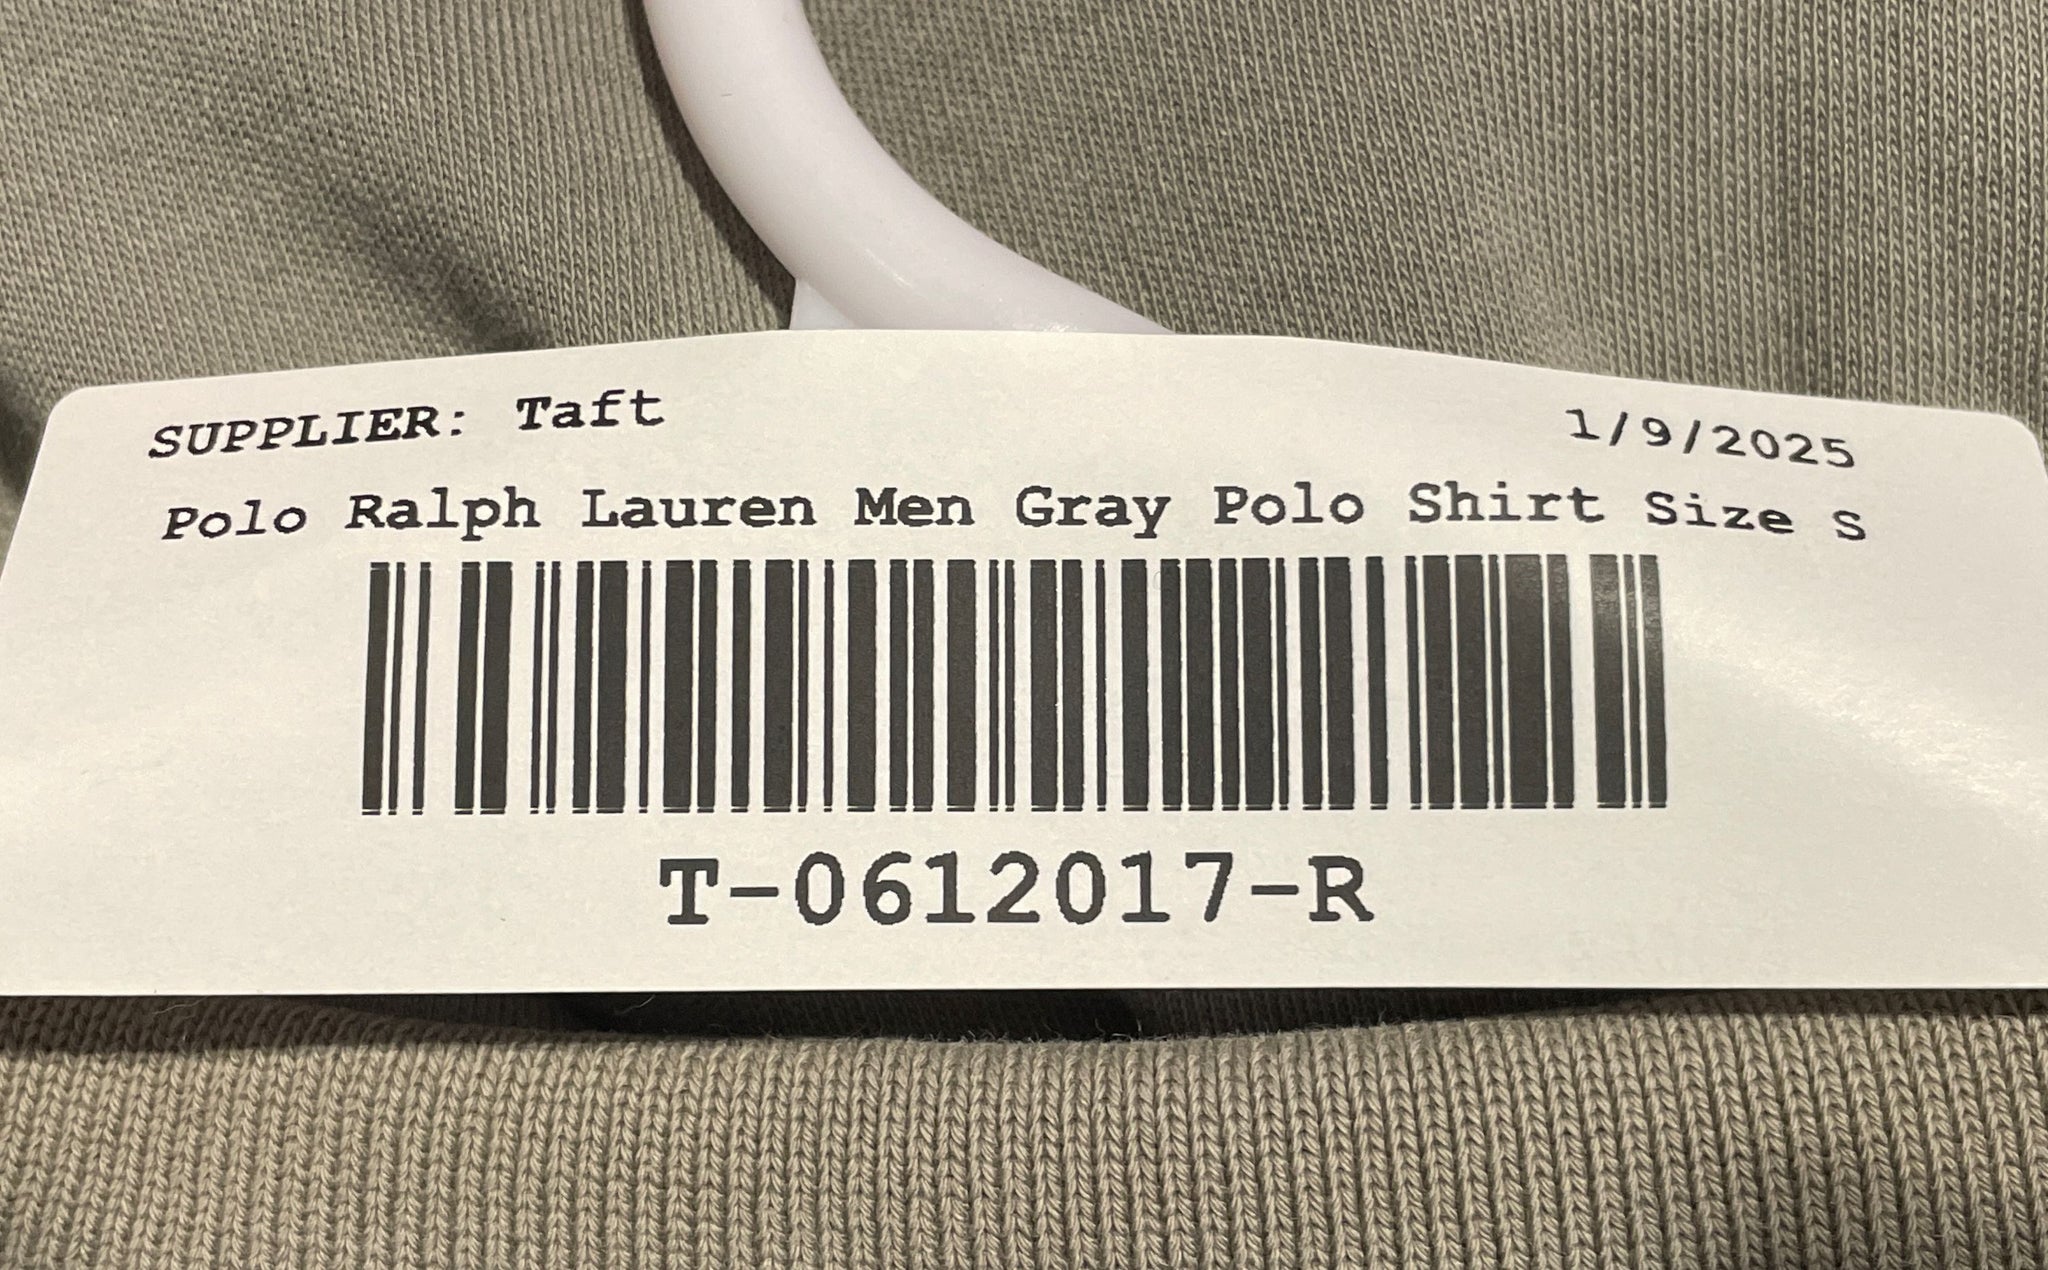 SUPPLIER: Taft 1/9/2025
Polo Ralph Lauren Men Gray Polo Shirt Size S
T-0612017-R